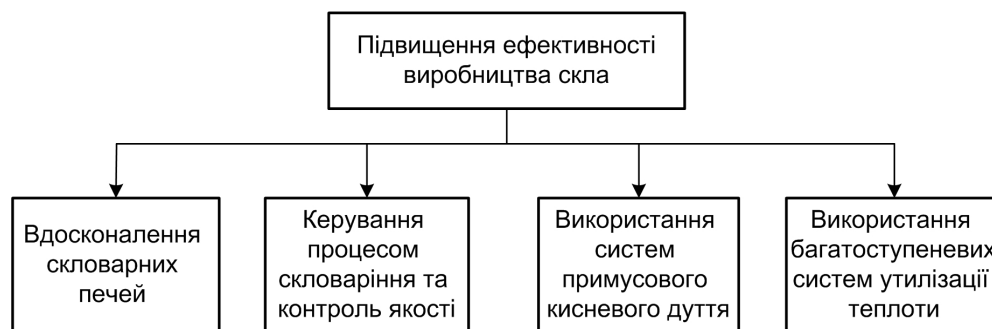 Підвищення ефективності
виробництва скла
Вдосконалення
скловарних
печей
Керування
процесом
скловаріння та
контроль якості
Використання
систем
примусового
кисневого дуття
Використання
багатоступеневих
систем утилізації
теплоти